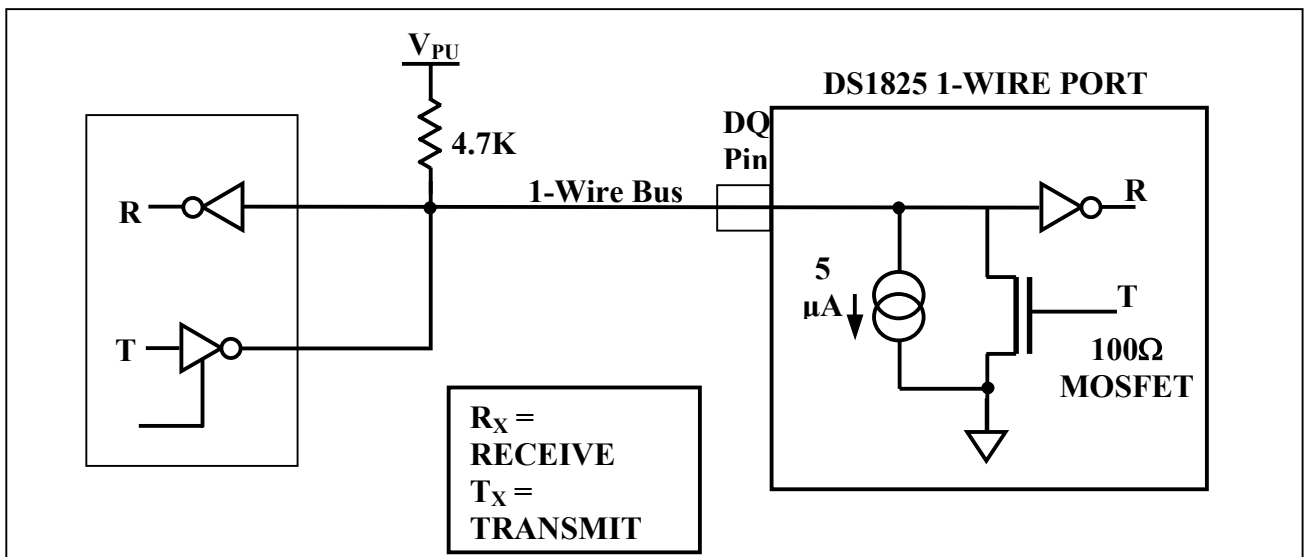 V_PU
4.7K
R
T
1-Wire Bus
DQ
Pin
DS1825 1-WIRE PORT
5
µA
R
T
100Ω
MOSFET
R_X =
RECEIVE
T_X =
TRANSMIT